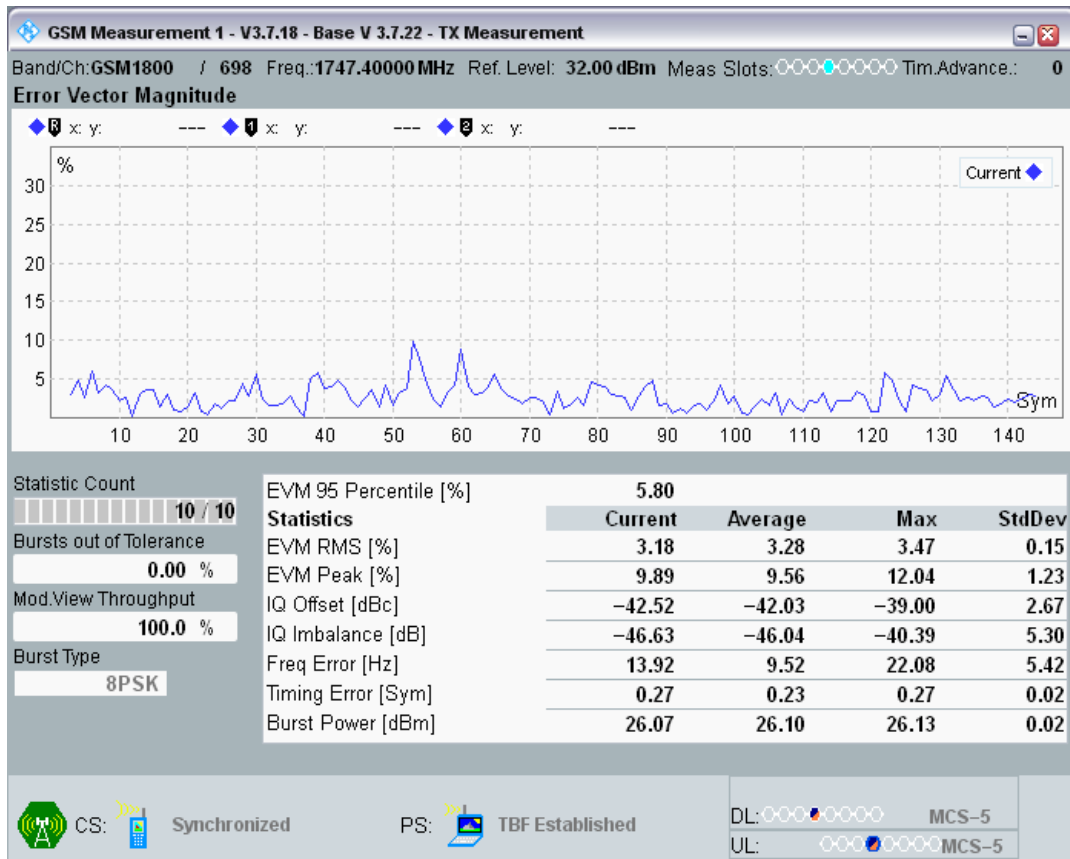 GSM Measurement 1 - V3.7.18 - Base V 3.7.22 - TX Measurement
Band/Ch:GSM1800 / 698 Freq.:1747.40000 MHz Ref. Level: 32.00 dBm Meas Slots: Tim.Advance.: 0
Error Vector Magnitude
R x: y: --- 1 x: y: --- 2 x: y: ---
%
Current
30
25
20
15
10
5
Sym
10 20 30 40 50 60 70 80 90 100 110 120 130 140
Statistic Count
10 / 10
Bursts out of Tolerance
0.00 %
Mod.View Throughput
100.0 %
Burst Type
8PSK
EVM 95 Percentile [%] 5.80
Statistics Current Average Max StdDev
EVM RMS [%] 3.18 3.28 3.47 0.15
EVM Peak [%] 9.89 9.56 12.04 1.23
IQ Offset [dBc] −42.52 −42.03 −39.00 2.67
IQ Imbalance [dB] −46.63 −46.04 −40.39 5.30
Freq Error [Hz] 13.92 9.52 22.08 5.42
Timing Error [Sym] 0.27 0.23 0.27 0.02
Burst Power [dBm] 26.07 26.10 26.13 0.02
CS: Synchronized PS: TBF Established
DL: MCS−5
UL: MCS−5